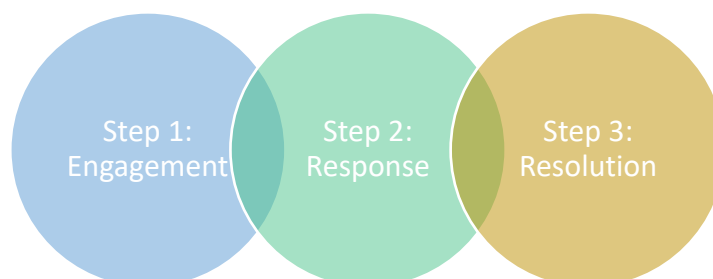 Step 1:
Engagement
Step 2:
Response
Step 3:
Resolution